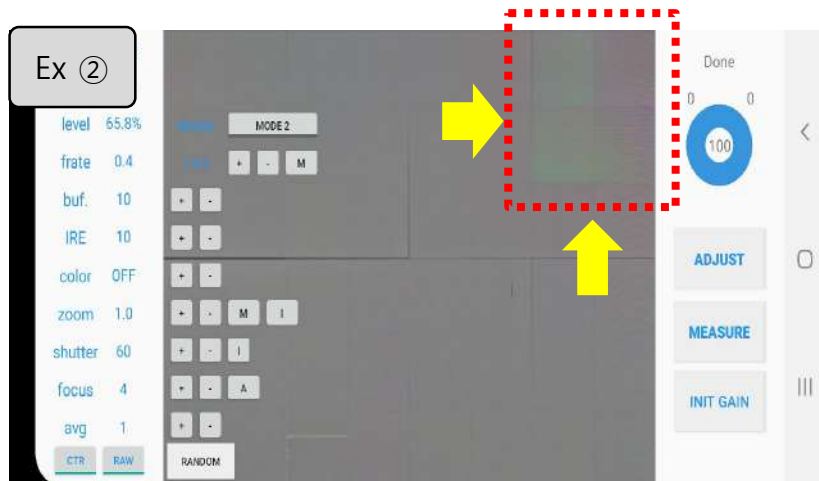 Ex ②
Done
level 65.8% MODE 2
0 0
100
frate 0.4 + - M
buf. 10 + -
IRE 10 + -
color OFF + -
ADJUST
zoom 1.0 + - M I
shutter 60 + - I
MEASURE
focus 4 + - A
INIT GAIN
avg 1 + -
CTR RAW RANDOM